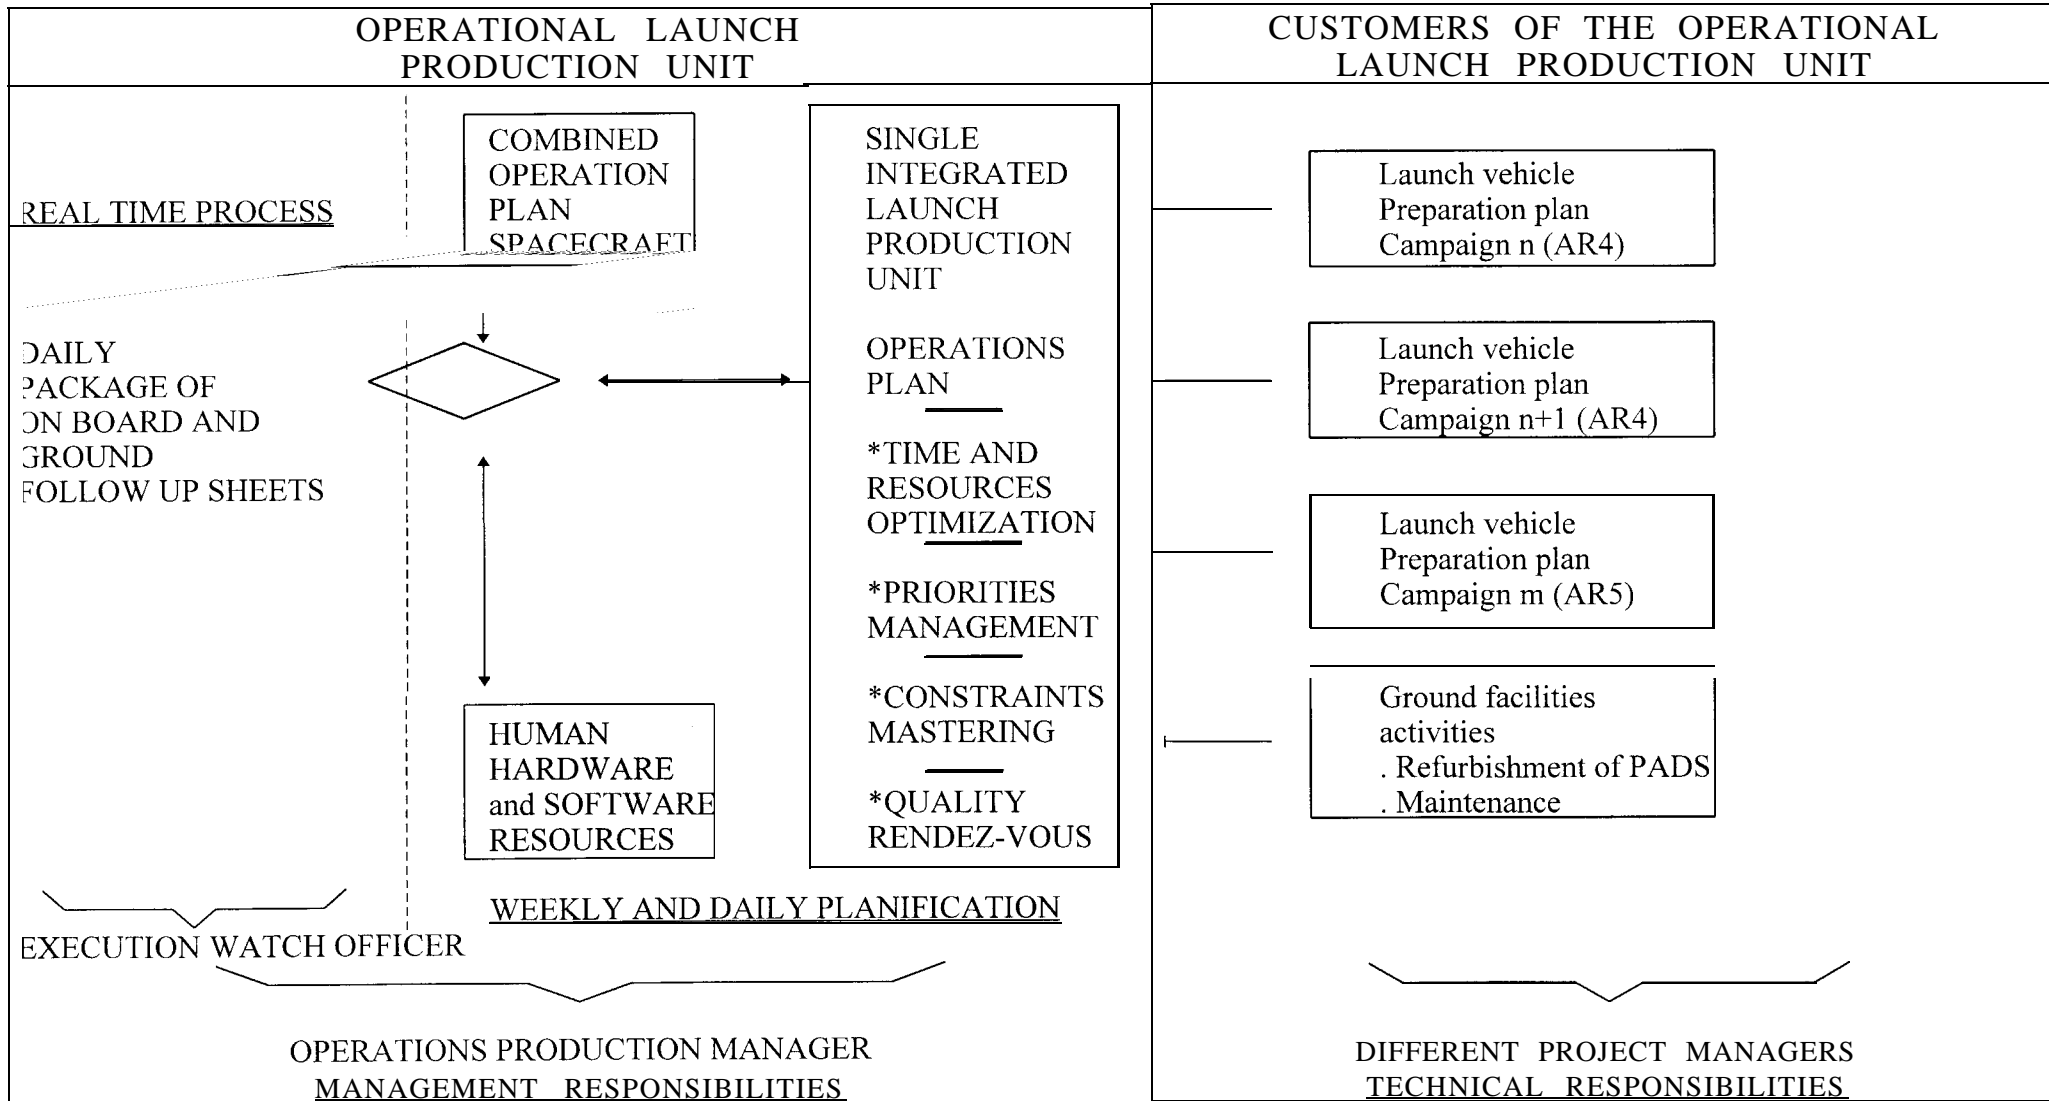 OPERATIONAL LAUNCH
PRODUCTION UNIT
CUSTOMERS OF THE OPERATIONAL
LAUNCH PRODUCTION UNIT
REAL TIME PROCESS
DAILY
PACKAGE OF
ON BOARD AND
GROUND
FOLLOW UP SHEETS
COMBINED
OPERATION
PLAN
SPACECRAFT
HUMAN
HARDWARE
and SOFTWARE
RESOURCES
SINGLE
INTEGRATED
LAUNCH
PRODUCTION
UNIT
OPERATIONS
PLAN
*TIME AND
RESOURCES
OPTIMIZATION
*PRIORITIES
MANAGEMENT
*CONSTRAINTS
MASTERING
*QUALITY
RENDEZ-VOUS
WEEKLY AND DAILY PLANIFICATION
EXECUTION WATCH OFFICER
OPERATIONS PRODUCTION MANAGER
MANAGEMENT RESPONSIBILITIES
Launch vehicle
Preparation plan
Campaign n (AR4)
Launch vehicle
Preparation plan
Campaign n+1 (AR4)
Launch vehicle
Preparation plan
Campaign m (AR5)
Ground facilities
activities
. Refurbishment of PADS
. Maintenance
DIFFERENT PROJECT MANAGERS
TECHNICAL RESPONSIBILITIES